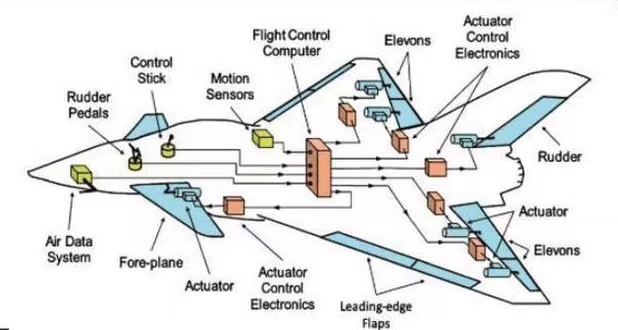 Actuator
Control
Electronics
Flight Control
Computer
Elevons
Control
Stick
Motion
Sensors
Rudder
Pedals
Rudder
Actuator
Elevons
Air Data
System
Fore-plane
Actuator
Actuator
Control
Electronics
Leading-edge
Flaps